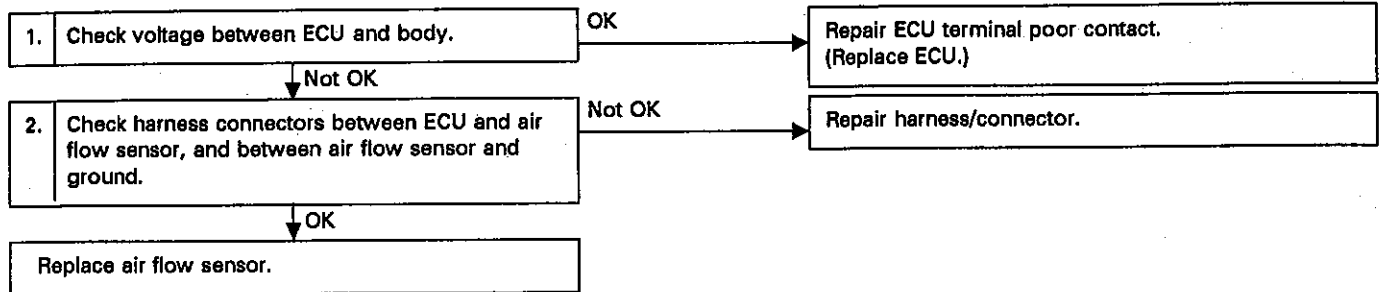 1. Check voltage between ECU and body.
OK
Repair ECU terminal poor contact.
(Replace ECU.)
Not OK
2. Check harness connectors between ECU and air
flow sensor, and between air flow sensor and
ground.
Not OK
Repair harness/connector.
OK
Replace air flow sensor.